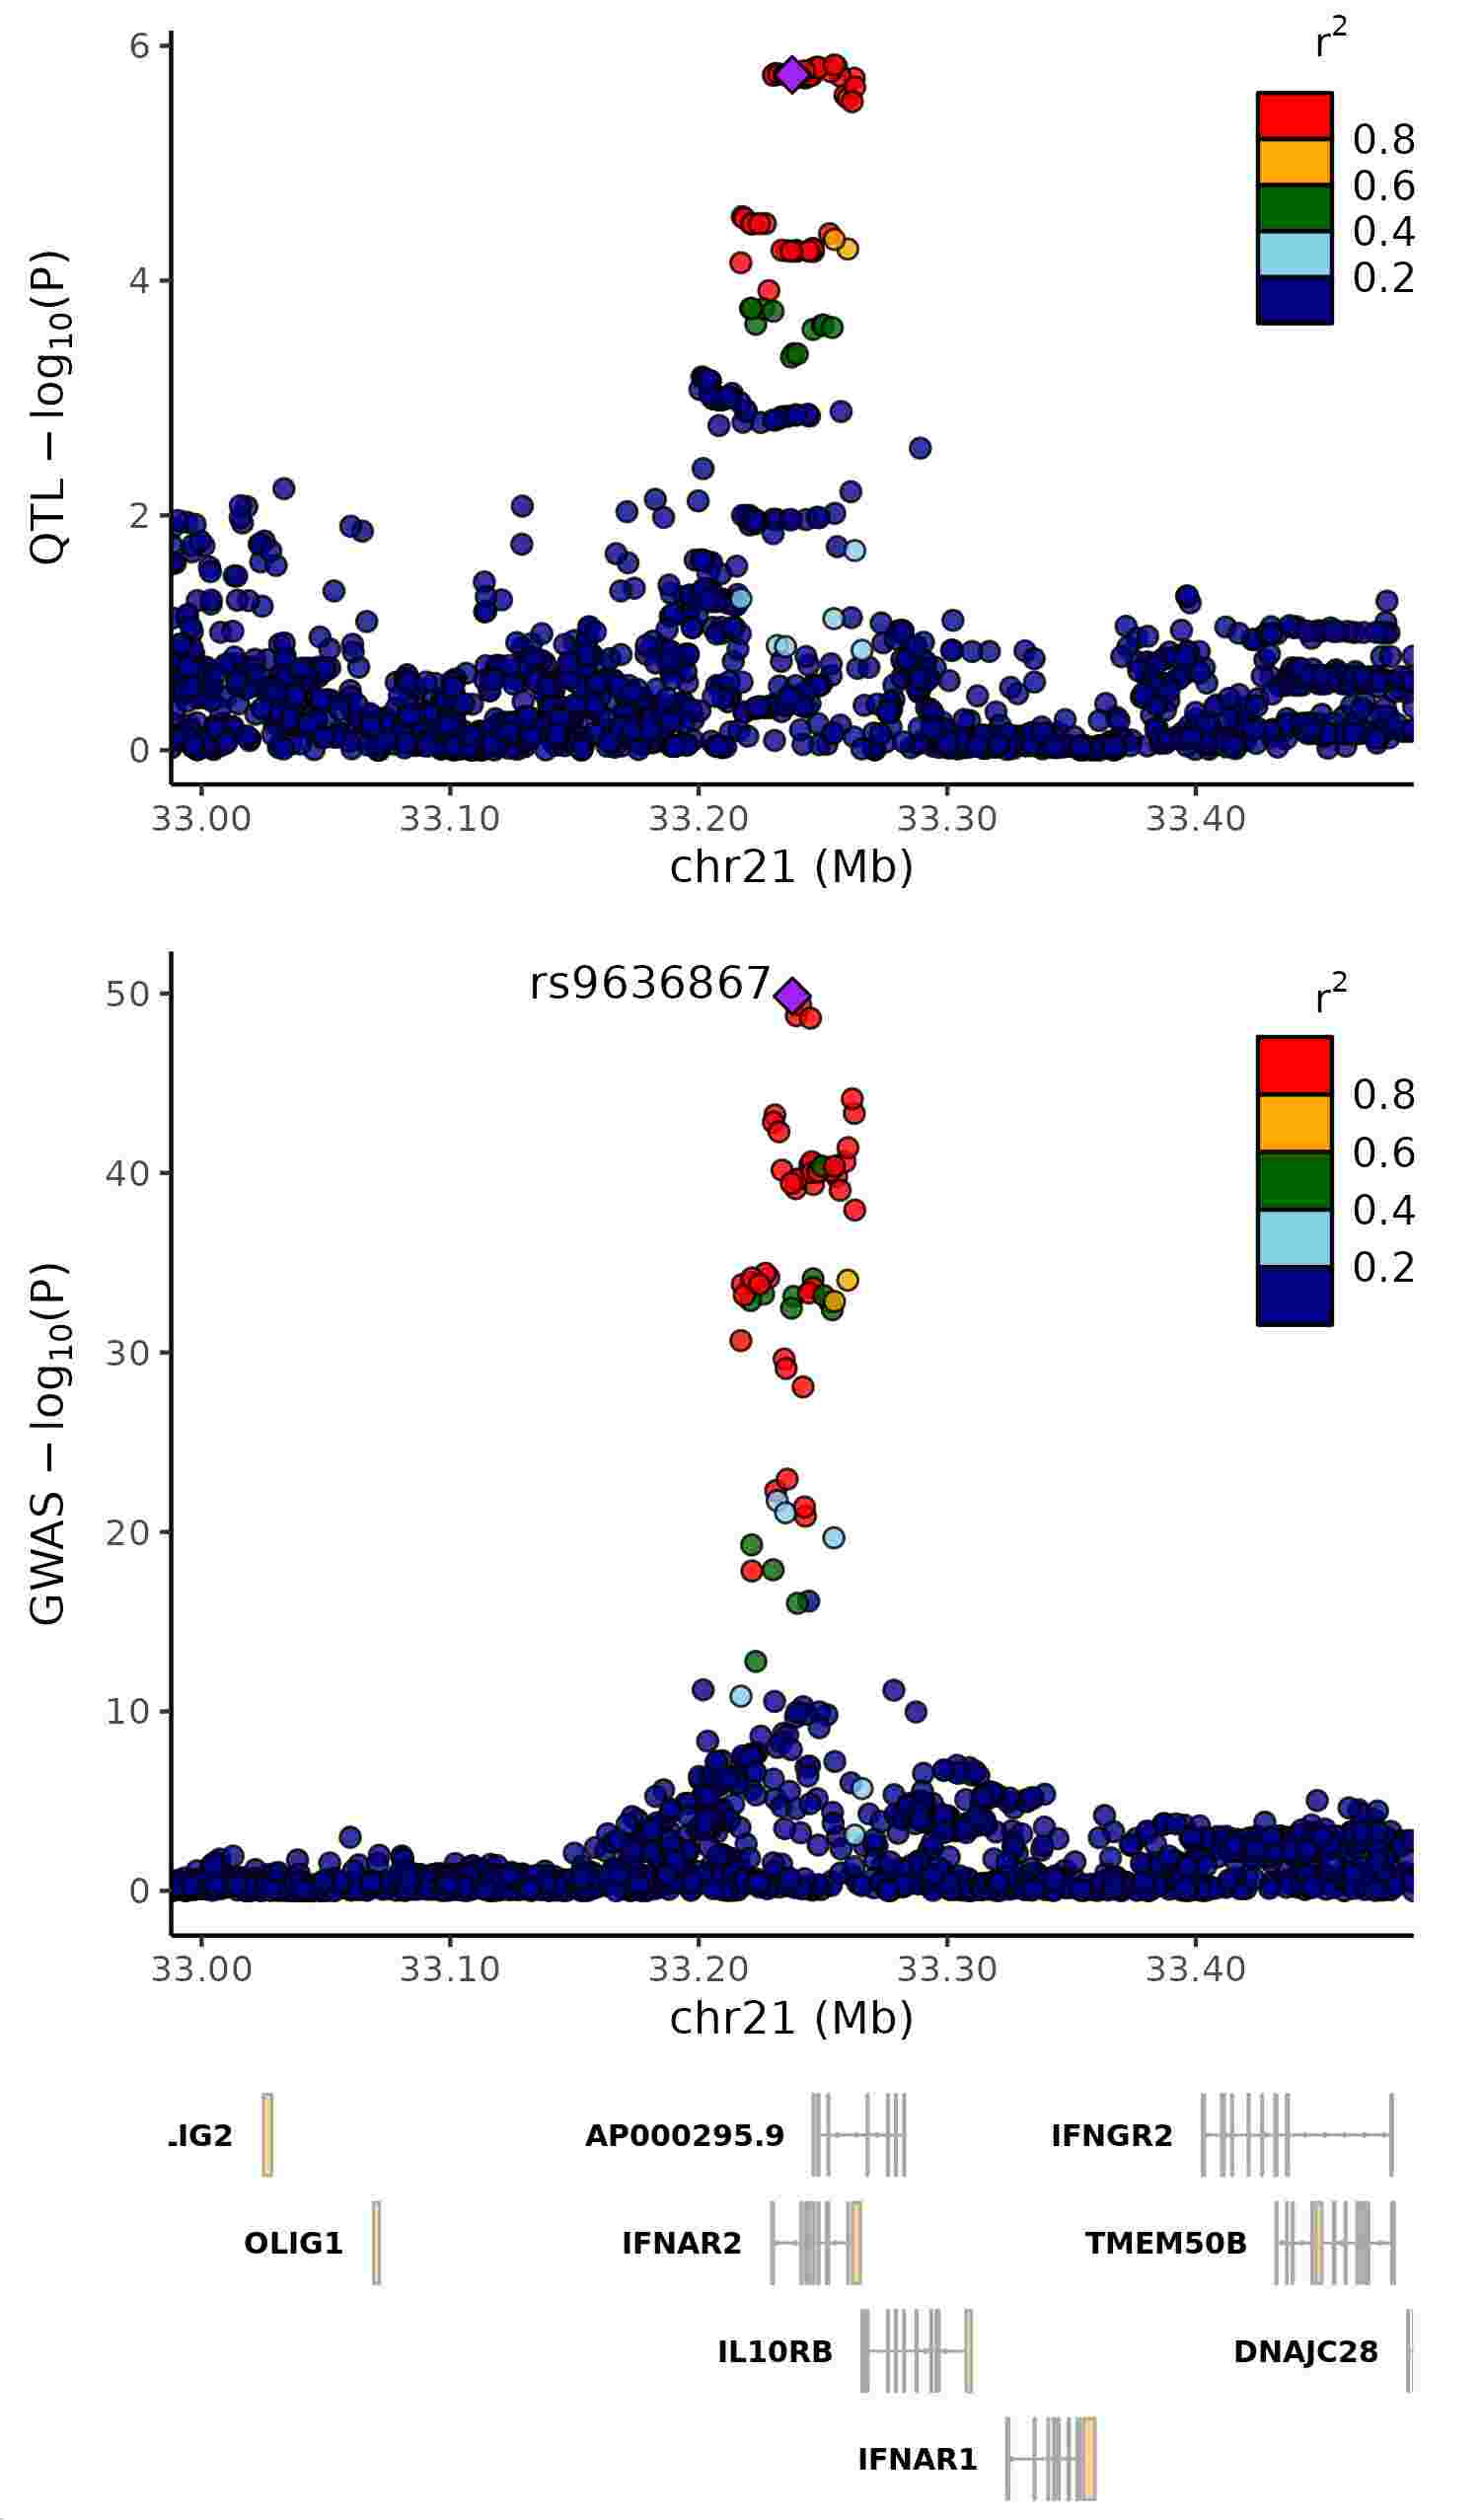 6
4
2
0
QTL − log10(P)
r2
0.8
0.6
0.4
0.2
33.00 33.10 33.20 33.30 33.40
chr21 (Mb)
rs9636867
50
40
30
20
10
0
GWAS − log10(P)
r2
0.8
0.6
0.4
0.2
33.00 33.10 33.20 33.30 33.40
chr21 (Mb)
LIG2 AP000295.9 IFNGR2
OLIG1 IFNAR2 TMEM50B
IL10RB DNAJC28
IFNAR1